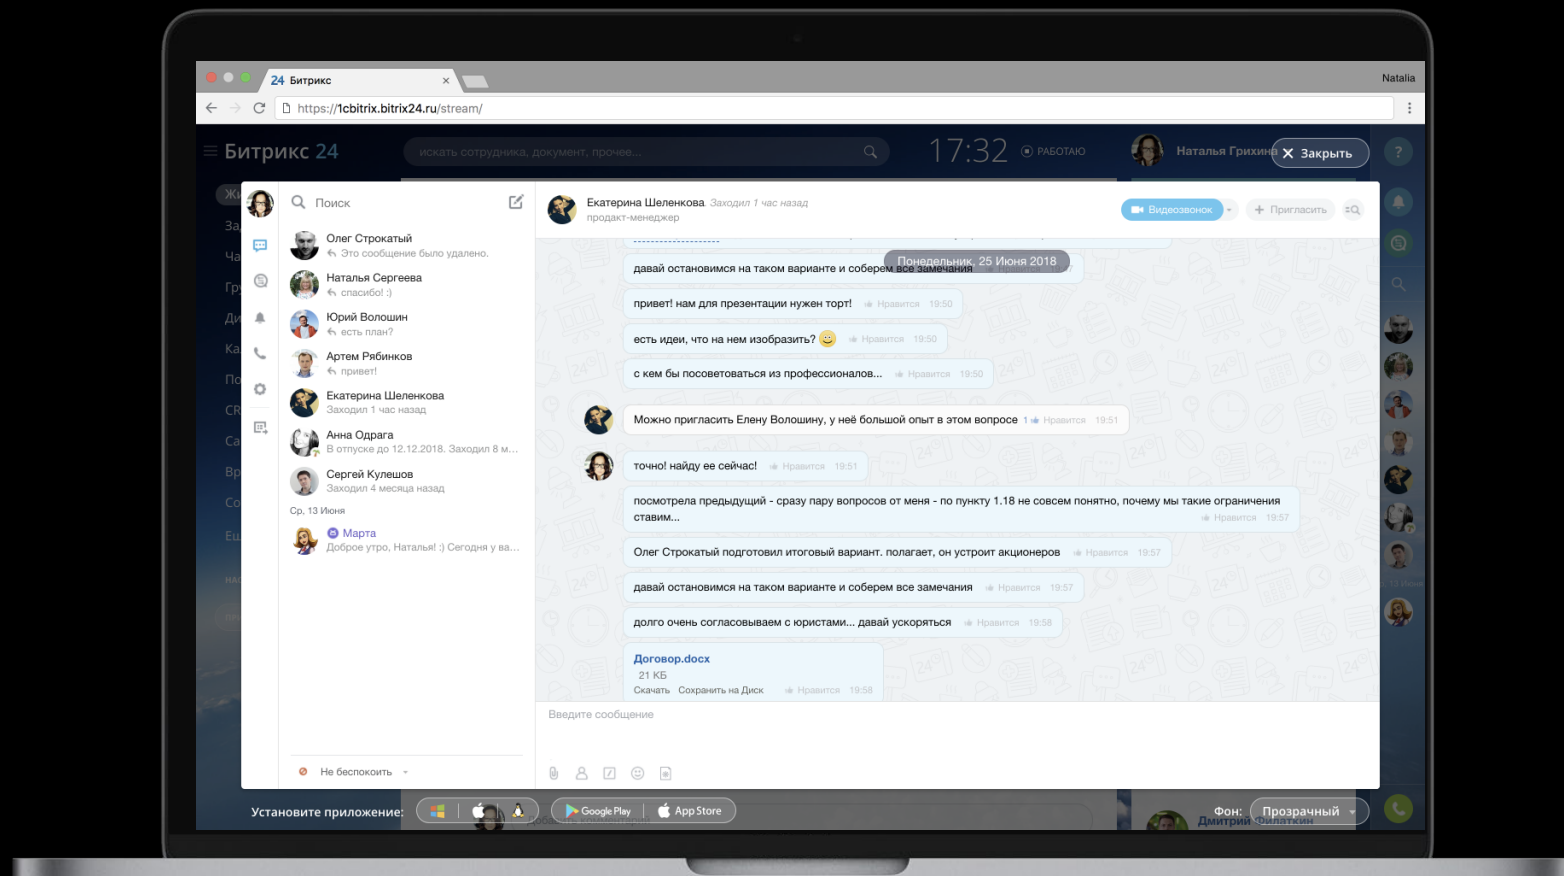 24 Битрикс
Natalia
https://1cbitrix.bitrix24.ru/stream/
Битрикс 24
искать сотрудника, документ, прочее...
17:32
РАБОТАЮ
Наталья Грихина
Закрыть
?
Поиск
Олег Строкатый
Это сообщение было удалено.
Наталья Сергеева
спасибо! :)
Юрий Волошин
есть план?
Артем Рябинков
привет!
Екатерина Шеленкова
Заходил 1 час назад
Анна Одрага
В отпуске до 12.12.2018. Заходил 8 м...
Сергей Кулешов
Заходил 4 месяца назад
Ср, 13 Июня
Марта
Доброе утро, Наталья! :) Сегодня у ва...
Не беспокоить
Екатерина Шеленкова Заходил 1 час назад
продакт-менеджер
Видеозвонок
+ Пригласить
Понедельник, 25 Июня 2018
давай остановимся на таком варианте и соберем все замечания Нравится 19:47
привет! нам для презентации нужен торт! Нравится 19:50
есть идеи, что на нем изобразить? Нравится 19:50
с кем бы посоветоваться из профессионалов... Нравится 19:50
Можно пригласить Елену Волошину, у неё большой опыт в этом вопросе 1 Нравится 19:51
точно! найду ее сейчас! Нравится 19:51
посмотрела предыдущий - сразу пару вопросов от меня - по пункту 1.18 не совсем понятно, почему мы такие ограничения
ставим... Нравится 19:57
Олег Строкатый подготовил итоговый вариант. полагает, он устроит акционеров Нравится 19:57
давай остановимся на таком варианте и соберем все замечания Нравится 19:57
долго очень согласовываем с юристами... давай ускоряться Нравится 19:58
Договор.docx
21 КБ
Скачать Сохранить на Диск Нравится 19:58
Введите сообщение
Установите приложение:
Google Play
App Store
Фон:
Прозрачный
Дмитрий Филаткин